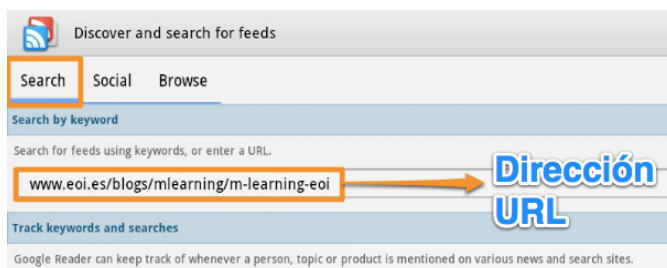 Discover and search for feeds
Search Social Browse
Search by keyword
Search for feeds using keywords, or enter a URL.
www.eoi.es/blogs/mlearning/m-learning-eoi
Dirección
URL
Track keywords and searches
Google Reader can keep track of whenever a person, topic or product is mentioned on various news and search sites.